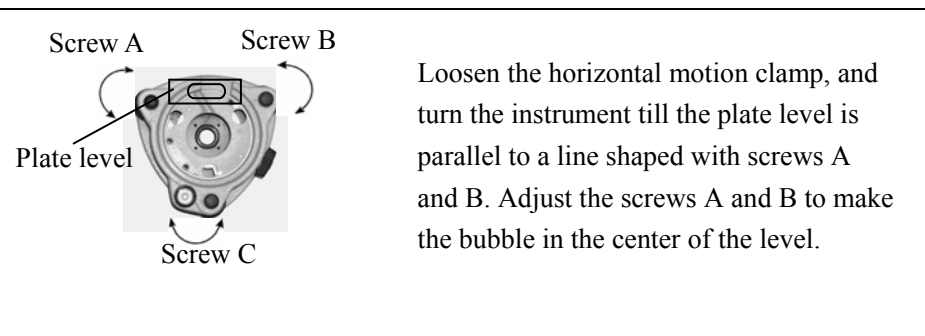 Screw A
Screw B
Plate level
Screw C
Loosen the horizontal motion clamp, and
turn the instrument till the plate level is
parallel to a line shaped with screws A
and B. Adjust the screws A and B to make
the bubble in the center of the level.